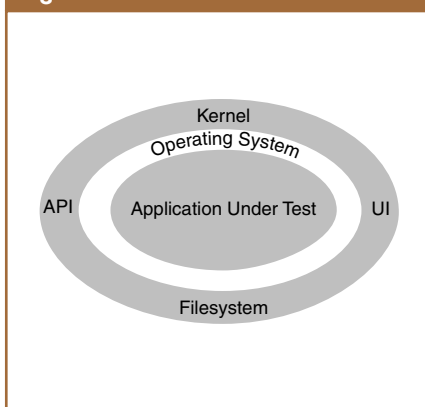 Kernel
Operating System
API
Application Under Test
UI
Filesystem